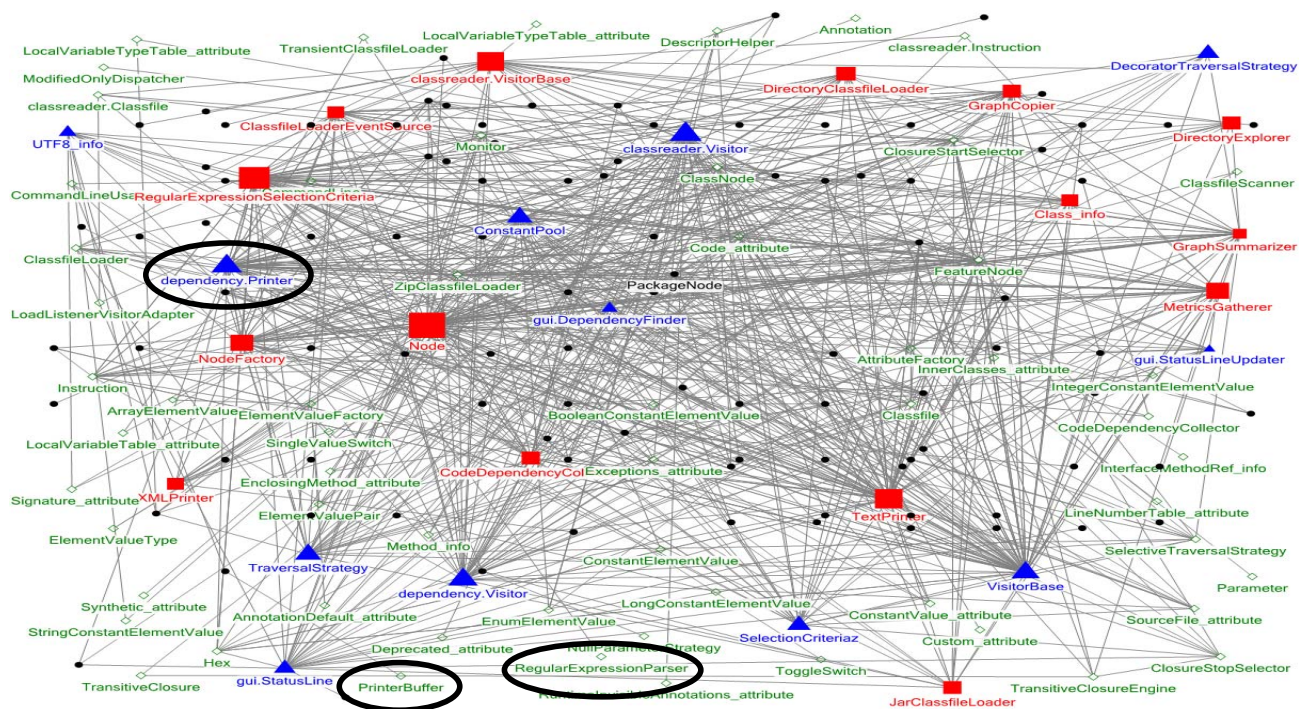 LocalVariableTypeTable_attribute
TransientClassfileLoader
LocalVariableTypeTable_attribute
DescriptorHelper
Annotation
classreader.Instruction
DecoratorTraversalStrategy
ModifiedOnlyDispatcher
classreader.VisitorBase
DirectoryClassfileLoader
classreader.Classfile
GraphCopier
ClassfileLoaderEventSource
DirectoryExplorer
UTF8_info
Monitor
classreader.Visitor
ClosureStartSelector
ClassNode
ClassfileScanner
RegularExpressionSelectionCriteria
Class_info
ConstantPool
Code_attribute
GraphSummarizer
ClassfileLoader
FeatureNode
dependency.Printer
ZipClassfileLoader
PackageNode
MetricsGatherer
LoadListenerVisitorAdapter
gui.DependencyFinder
NodeFactory
Node
AttributeFactory
gui.StatusLineUpdater
InnerClasses_attribute
Instruction
IntegerConstantElementValue
ArrayElementValue
ElementValueFactory
BooleanConstantElementValue
Classfile
CodeDependencyCollector
LocalVariableTable_attribute
SingleValueSwitch
CodeDependencyCol
Exceptions_attribute
InterfaceMethodRef_info
EnclosingMethod_attribute
Signature_attribute
XMLPrinter
ElementValuePair
TextPrinter
LineNumberTable_attribute
ElementValueType
Method_info
SelectiveTraversalStrategy
TraversalStrategy
ConstantElementValue
VisitorBase
Parameter
dependency.Visitor
Synthetic_attribute
AnnotationDefault_attribute
LongConstantElementValue
ConstantValue_attribute
SourceFile_attribute
EnumElementValue
StringConstantElementValue
SelectionCriteriaz
Custom_attribute
Deprecated_attribute
NullParameterStrategy
Hex
RegularExpressionParser
ToggleSwitch
ClosureStopSelector
gui.StatusLine
TransitiveClosure
PrinterBuffer
TransitiveClosureEngine
JarClassfileLoader